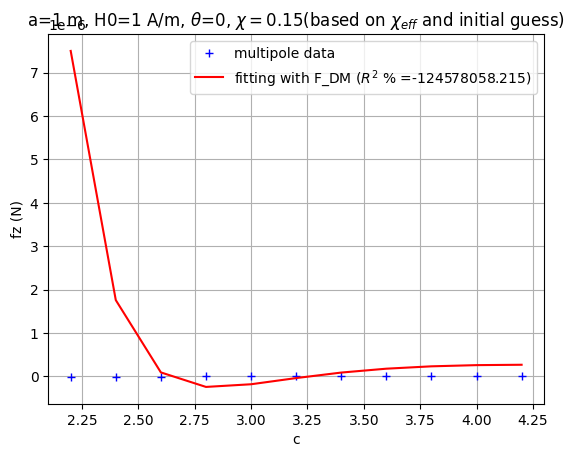 a=1 m, H0=1 A/m, θ=0, χ = 0.15(based on χ_eff and initial guess)
1e−6
multipole data
fitting with F_DM (R² % =-124578058.215)
7
6
5
4
3
2
1
0
fz (N)
2.25 2.50 2.75 3.00 3.25 3.50 3.75 4.00 4.25
c